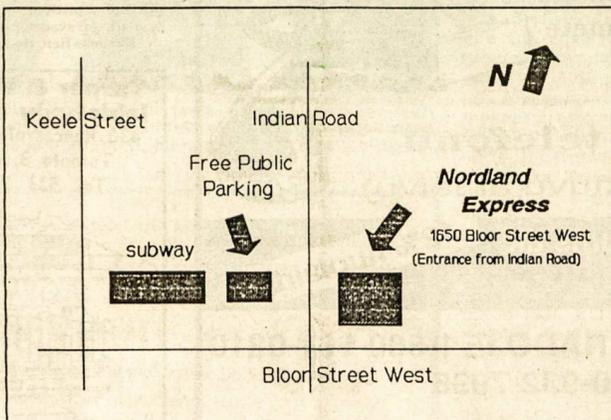 N
Keele Street
Indian Road
Free Public
Parking
Nordland
Express
1650 Bloor Street West
(Entrance from Indian Road)
subway
Bloor Street West